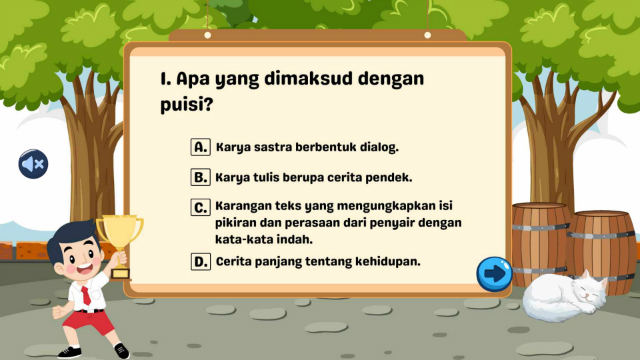 1. Apa yang dimaksud dengan
puisi?
A. Karya sastra berbentuk dialog.
B. Karya tulis berupa cerita pendek.
C. Karangan teks yang mengungkapkan isi
pikiran dan perasaan dari penyair dengan
kata-kata indah.
D. Cerita panjang tentang kehidupan.